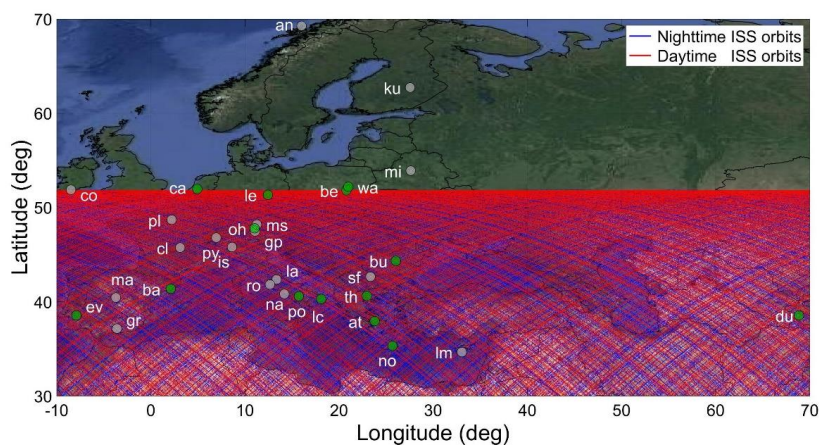 70
an
Nighttime ISS orbits
Daytime ISS orbits
60
ku
mi
50
co
ca
le
be
wa
pl
oh
ms
gp
cl
py
is
bu
40
ma
ba
ro
la
sf
th
ev
gr
na
po
lc
at
du
no
lm
30
-10
0
10
20
30
40
50
60
70
Latitude (deg)
Longitude (deg)